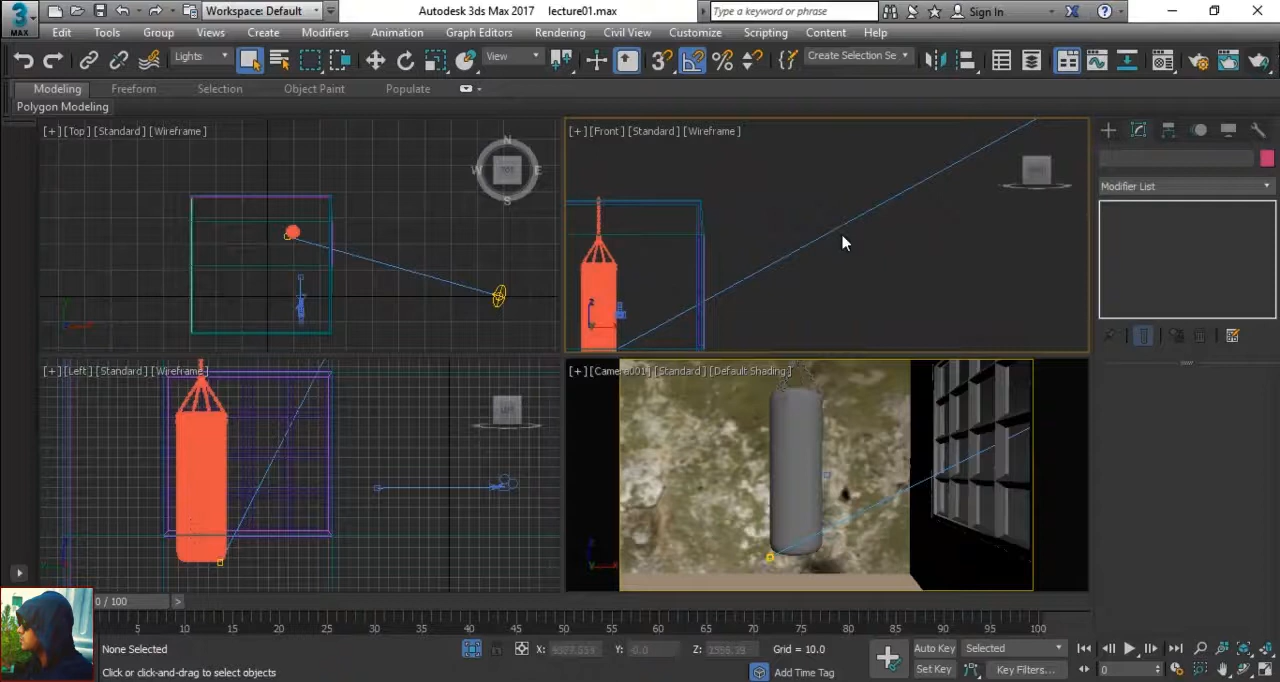 Workspace: Default
Autodesk 3ds Max 2017 lecture01.max
Type a keyword or phrase
Sign In
MAX
Edit Tools Group Views Create Modifiers Animation Graph Editors Rendering Civil View Customize Scripting Content Help
Lights
View
Create Selection Se
Modeling Freeform Selection Object Paint Populate
Polygon Modeling
[+] [Top] [Standard] [Wireframe]
N
W
E
S
TOP
[+] [Front] [Standard] [Wireframe]
Modifier List
z
[+] [Left] [Standard] [Wireframe]
[+] [Camera001] [Standard] [Default Shading]
0 / 100
5 10 15 20 25 30 35 40 45 50 55 60 65 70 75 80 85 90 95 100
None Selected
X:
Y: -0.0
Z:
Grid = 10.0
Auto Key
Selected
Click or click-and-drag to select objects
Add Time Tag
Set Key
Key Filters...
0